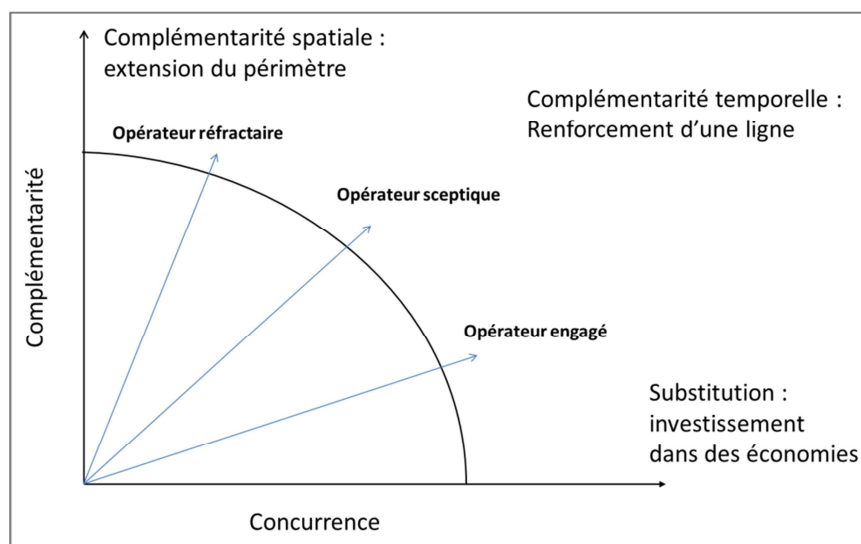 Complémentarité spatiale :
extension du périmètre
Complémentarité temporelle :
Renforcement d'une ligne
Opérateur réfractaire
Opérateur sceptique
Complémentarité
Opérateur engagé
Substitution :
investissement
dans des économies
Concurrence